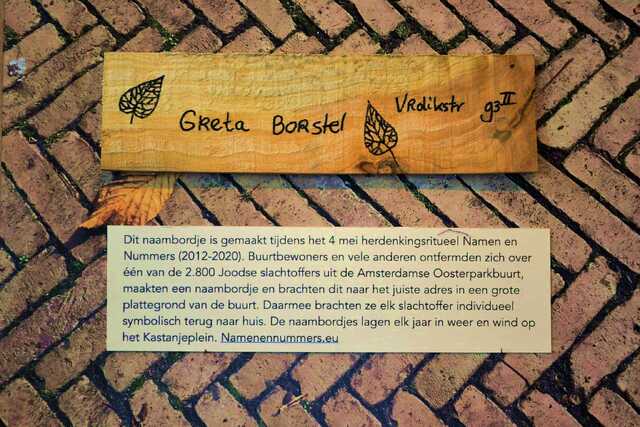 Greta Borstel
Vrolikstr 93 II
Dit naambordje is gemaakt tijdens het 4 mei herdenkingsritueel Namen en
Nummers (2012-2020). Buurtbewoners en vele anderen ontfermden zich over
één van de 2.800 Joodse slachtoffers uit de Amsterdamse Oosterparkbuurt,
maakten een naambordje en brachten dit naar het juiste adres in een grote
plattegrond van de buurt. Daarmee brachten ze elk slachtoffer individueel
symbolisch terug naar huis. De naambordjes lagen elk jaar in weer en wind op
het Kastanjeplein. Namenennummers.eu